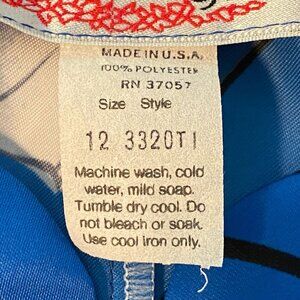 MADE IN U.S.A.
100% POLYESTER
RN 37057
Size Style
12 3320TI
Machine wash, cold
water, mild soap.
Tumble dry cool. Do
not bleach or soak.
Use cool iron only.